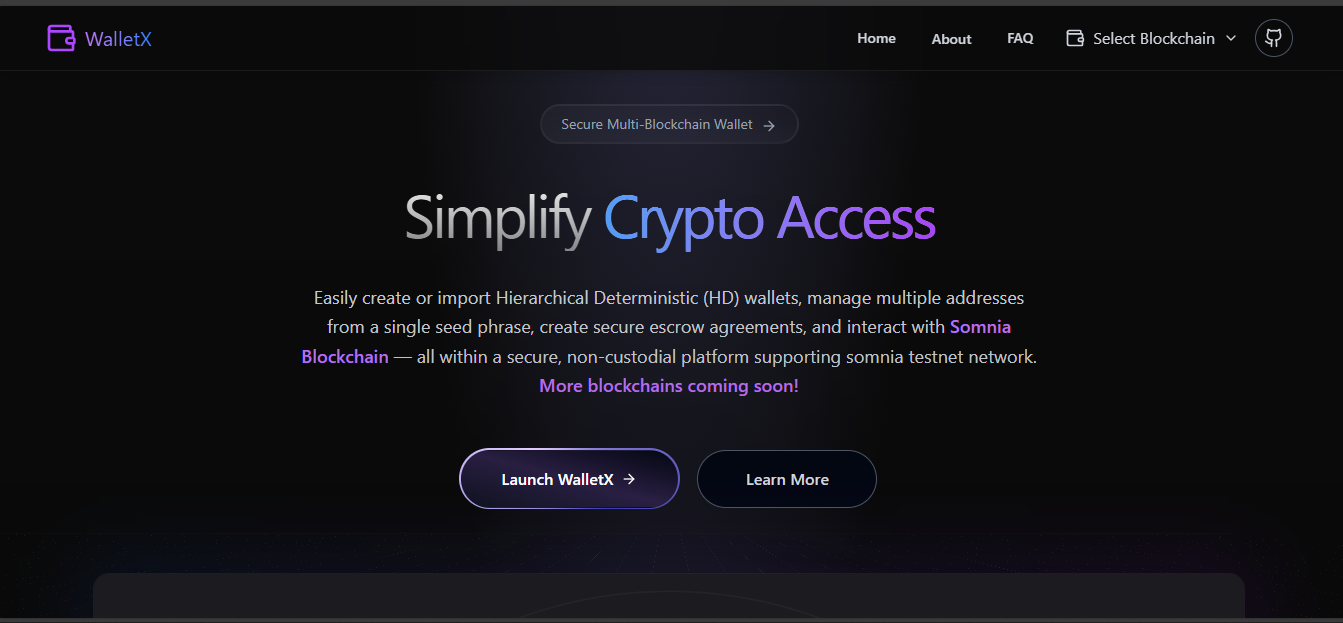 WalletX
Home About FAQ Select Blockchain
Secure Multi-Blockchain Wallet →
Simplify Crypto Access
Easily create or import Hierarchical Deterministic (HD) wallets, manage multiple addresses
from a single seed phrase, create secure escrow agreements, and interact with Somnia
Blockchain — all within a secure, non-custodial platform supporting somnia testnet network.
More blockchains coming soon!
Launch WalletX →
Learn More